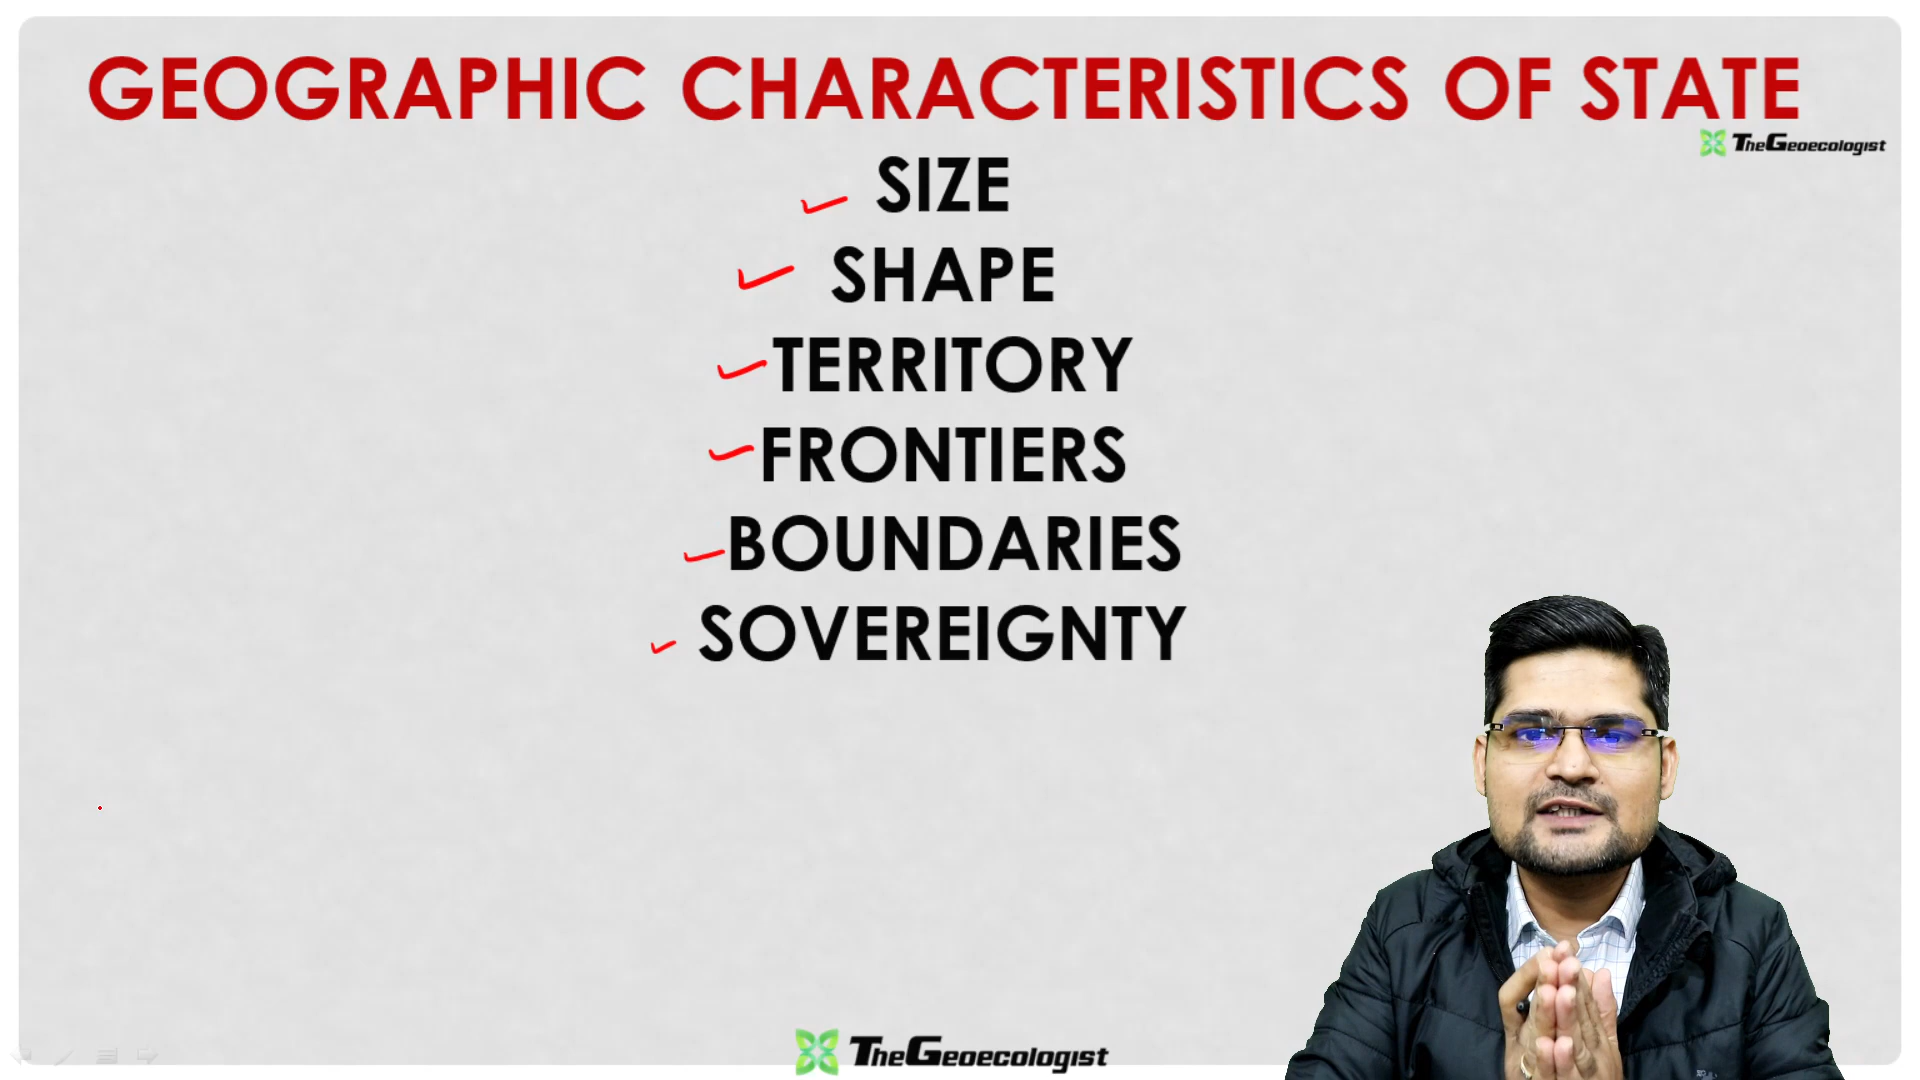 GEOGRAPHIC CHARACTERISTICS OF STATE
TheGeoecologist
SIZE
SHAPE
TERRITORY
FRONTIERS
BOUNDARIES
SOVEREIGNTY
TheGeoecologist